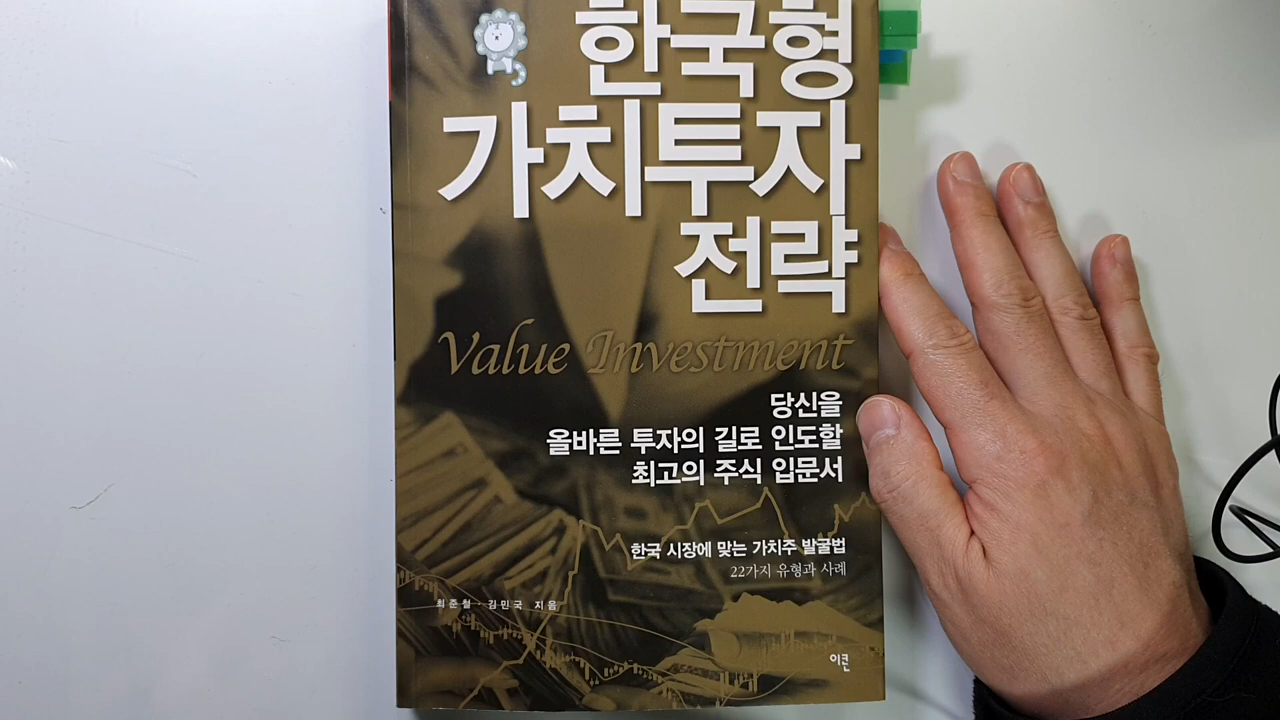 한국형
가치투자
전략
Value Investment
당신을
올바른 투자의 길로 인도할
최고의 주식 입문서
한국 시장에 맞는 가치주 발굴법
22가지 유형과 사례
최준철·김민국 지음
이콘